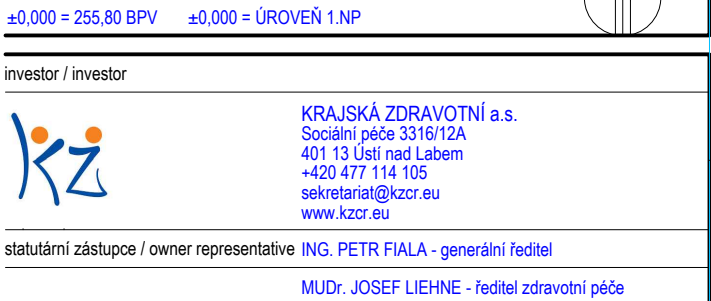 ±0,000 = 255,80 BPV ±0,000 = ÚROVEŇ 1.NP
investor / investor
kż
KRAJSKÁ ZDRAVOTNÍ a.s.
Sociální péče 3316/12A
401 13 Ústí nad Labem
+420 477 114 105
sekretariat@kzcr.eu
www.kzcr.eu
statutární zástupce / owner representative ING. PETR FIALA - generální ředitel
MUDr. JOSEF LIEHNE - ředitel zdravotní péče